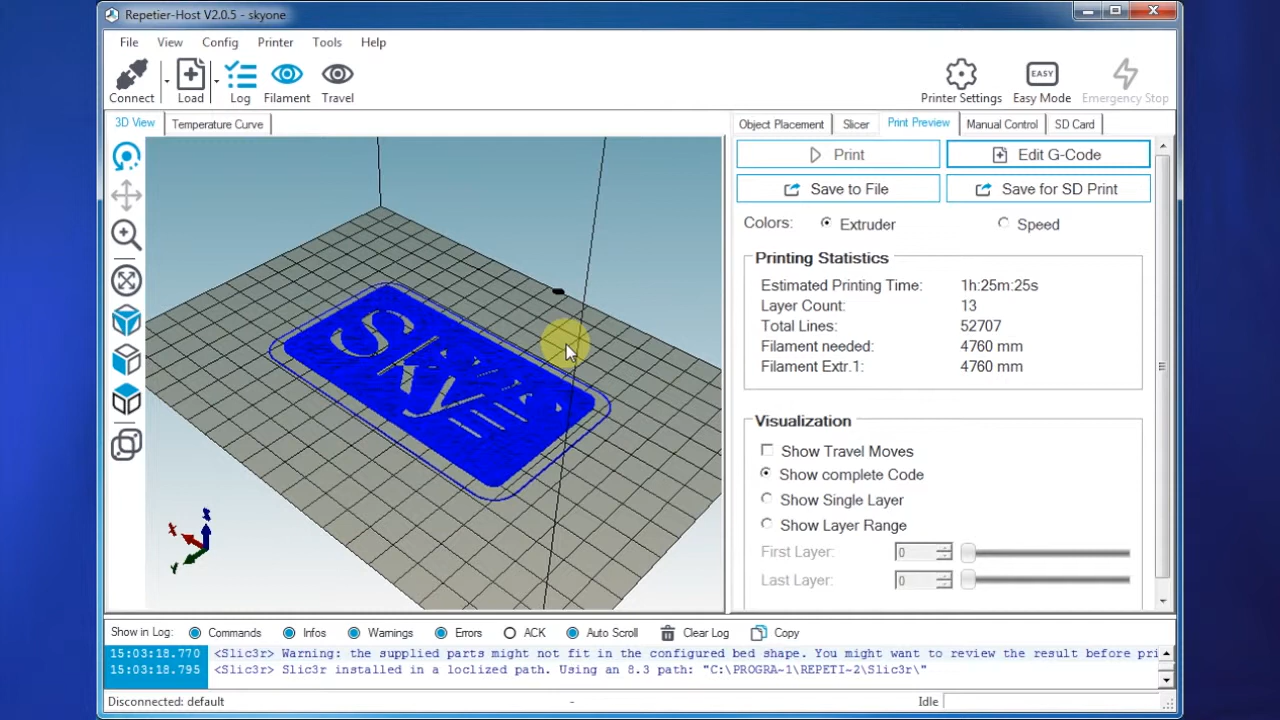 Repetier-Host V2.0.5 - skyone
File View Config Printer Tools Help
Connect Load Log Filament Travel Printer Settings Easy Mode Emergency Stop
EASY
3D View Temperature Curve
Object Placement Slicer Print Preview Manual Control SD Card
Print Edit G-Code
Save to File Save for SD Print
Colors: Extruder Speed
Printing Statistics
Estimated Printing Time: 1h:25m:25s
Layer Count: 13
Total Lines: 52707
Filament needed: 4760 mm
Filament Extr.1: 4760 mm
Visualization
Show Travel Moves
Show complete Code
Show Single Layer
Show Layer Range
First Layer: 0
Last Layer: 0
Skye
X
Y
Show in Log: Commands Infos Warnings Errors ACK Auto Scroll Clear Log Copy
15:03:18.770 <Slic3r> Warning: the supplied parts might not fit in the configured bed shape. You might want to review the result before pri
15:03:18.795 <Slic3r> Slic3r installed in a loclized path. Using an 8.3 path: "C:\PROGRA~1\REPETI~2\Slic3r\"
Disconnected: default - Idle